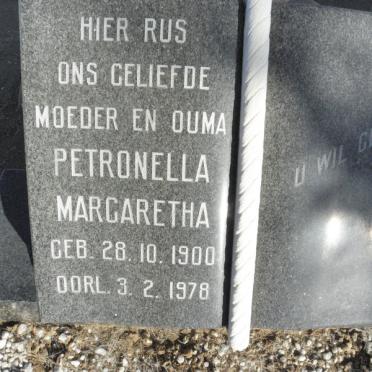 HIER RUS
ONS GELIEFDE
MOEDER EN OUMA
PETRONELLA
MARGARETHA
GEB. 28. 10. 1900
OORL. 3. 2. 1978
U WIL